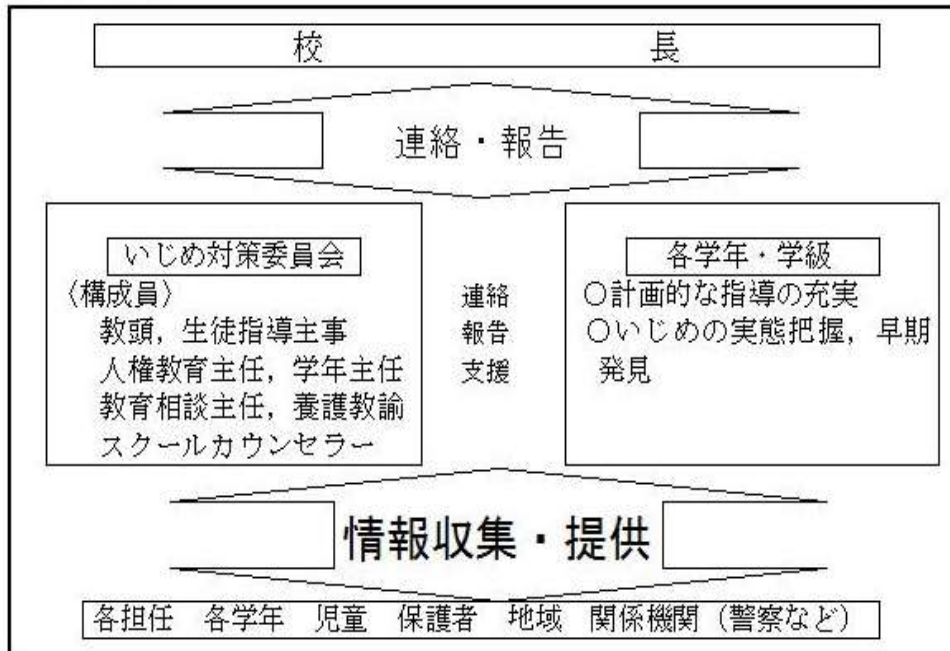 校　長
連絡・報告
いじめ対策委員会
〈構成員〉
教頭，生徒指導主事
人権教育主任，学年主任
教育相談主任，養護教諭
スクールカウンセラー
連絡
報告
支援
各学年・学級
○計画的な指導の充実
○いじめの実態把握，早期
発見
情報収集・提供
各担任　各学年　児童　保護者　地域　関係機関（警察など）